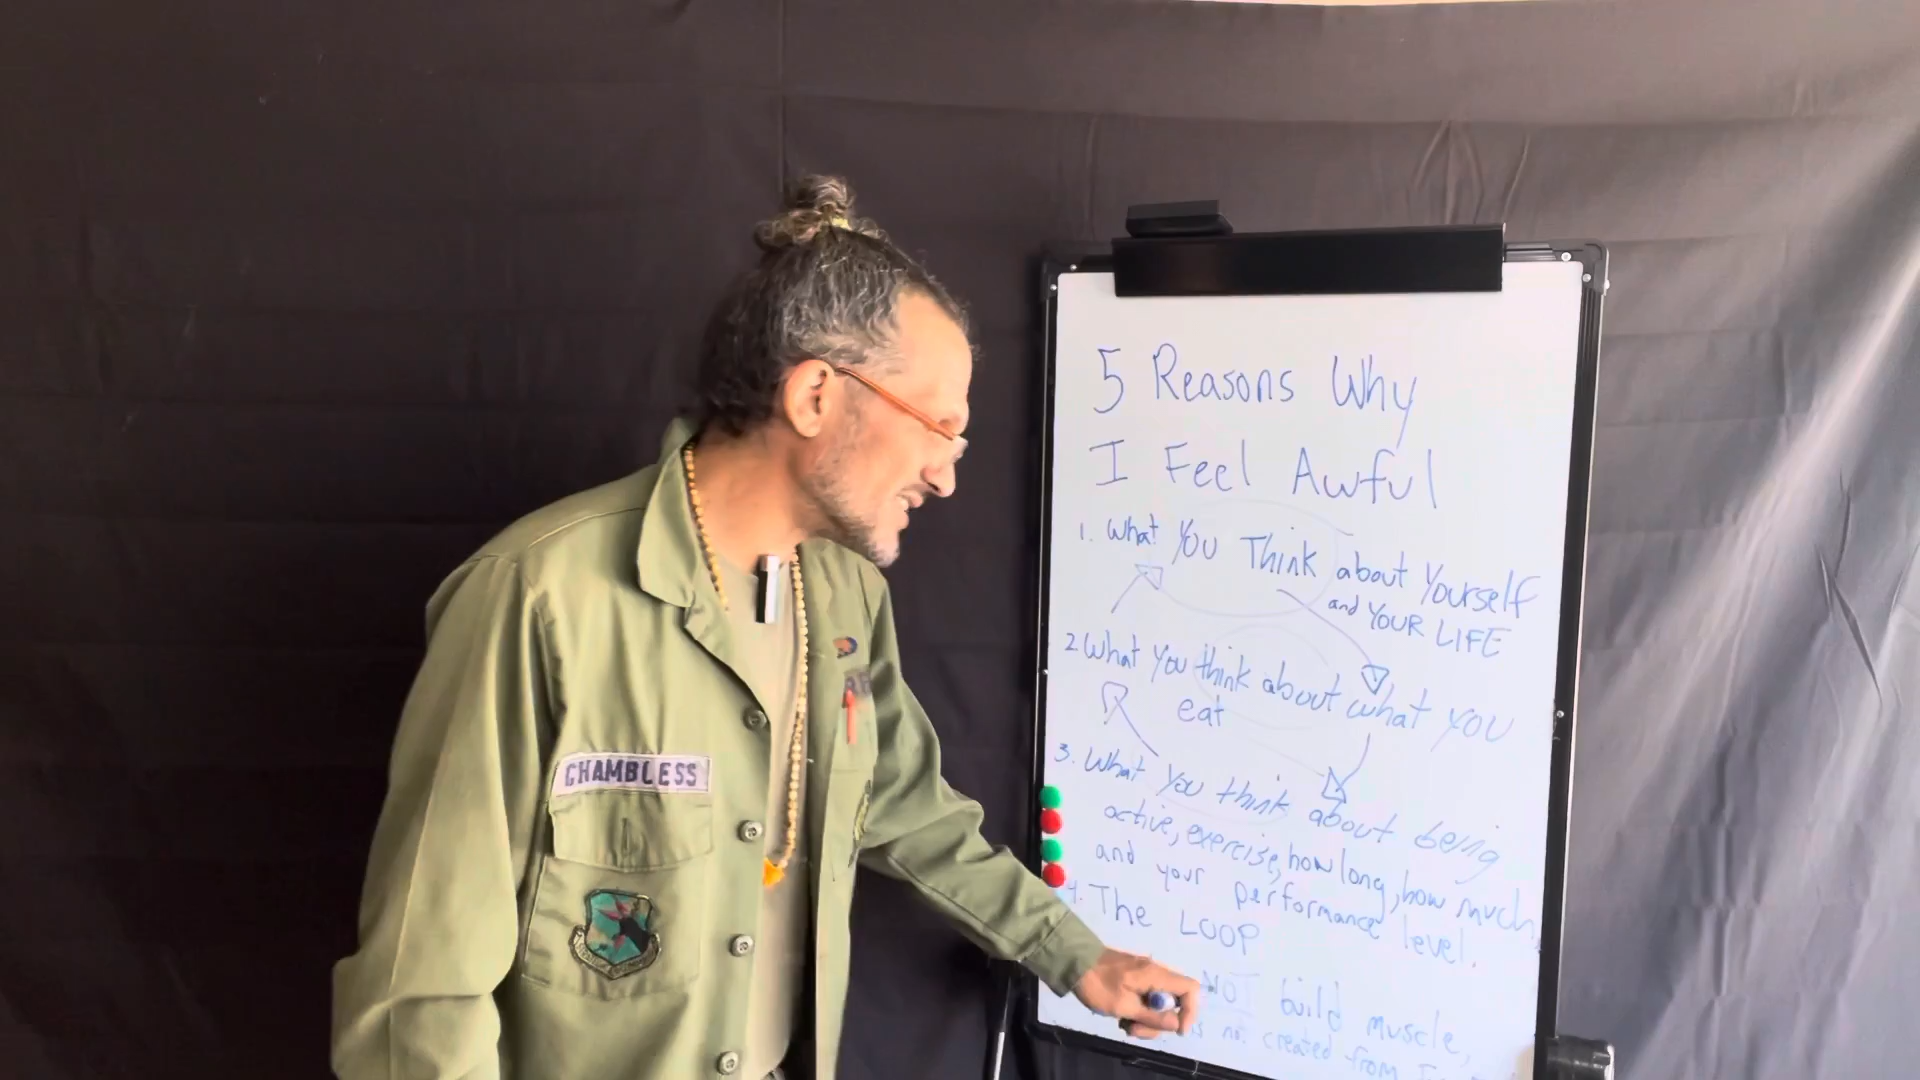 5 Reasons Why
I Feel Awful
1. What You Think about Yourself
and YOUR LIFE
2. What You think about what you
eat
3. What you think about being
active, exercise, how long, how much,
and your performance level.
4. The LOOP
NOT build muscle,
is not created from
CHAMBLESS